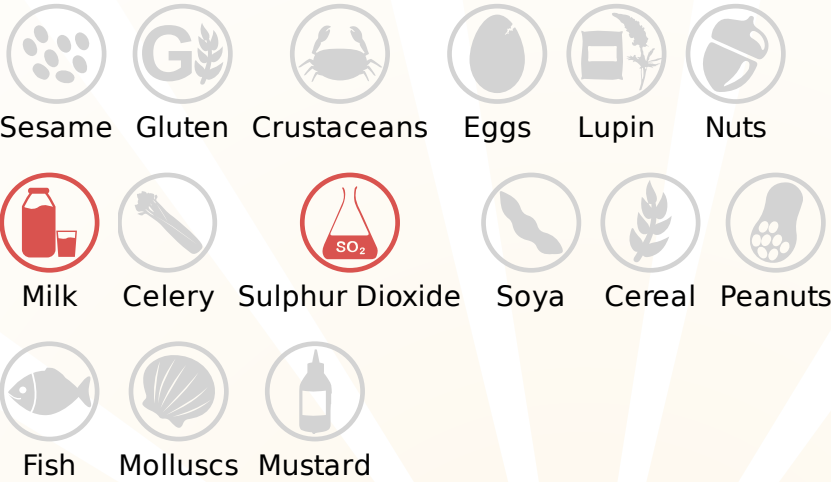 G
Sesame Gluten Crustaceans Eggs Lupin Nuts
SO₂
Milk Celery Sulphur Dioxide Soya Cereal Peanuts
Fish Molluscs Mustard